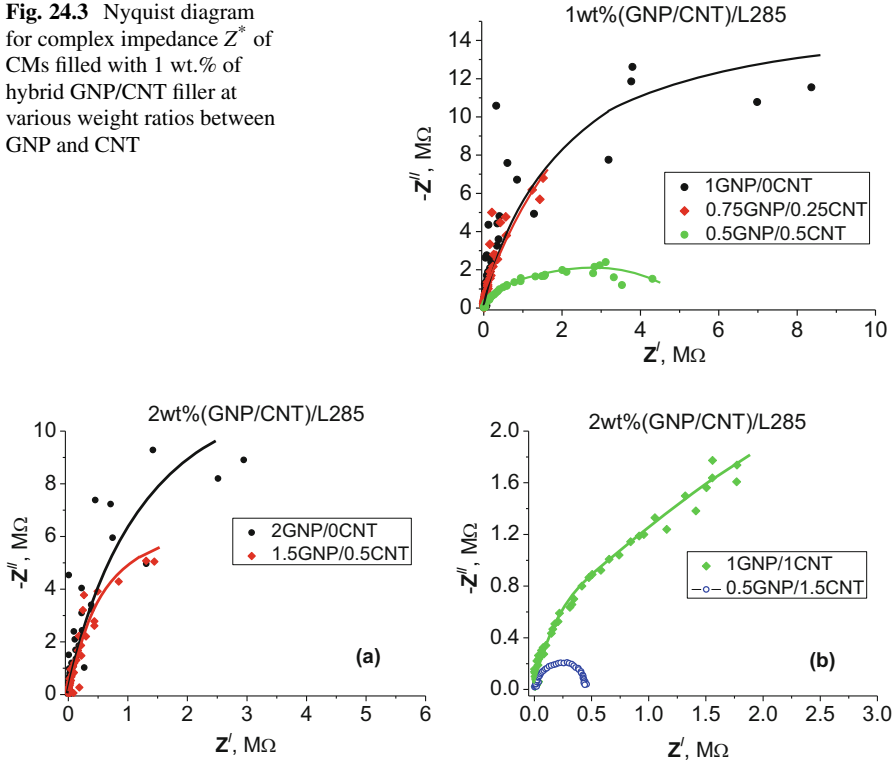 Fig. 24.3 Nyquist diagram
for complex impedance Z* of
CMs filled with 1 wt.% of
hybrid GNP/CNT filler at
various weight ratios between
GNP and CNT
1wt%(GNP/CNT)/L285
14
12
10
8
6
4
2
0
-Z//, MΩ
1GNP/0CNT
0.75GNP/0.25CNT
0.5GNP/0.5CNT
0 2 4 6 8 10
Z/, MΩ
2wt%(GNP/CNT)/L285
10
8
6
4
2
0
-Z//, MΩ
2GNP/0CNT
1.5GNP/0.5CNT
(a)
0 1 2 3 4 5 6
Z/, MΩ
2wt%(GNP/CNT)/L285
2.0
1.6
1.2
0.8
0.4
0.0
-Z//, MΩ
1GNP/1CNT
0.5GNP/1.5CNT
(b)
0.0 0.5 1.0 1.5 2.0 2.5 3.0
Z/, MΩ